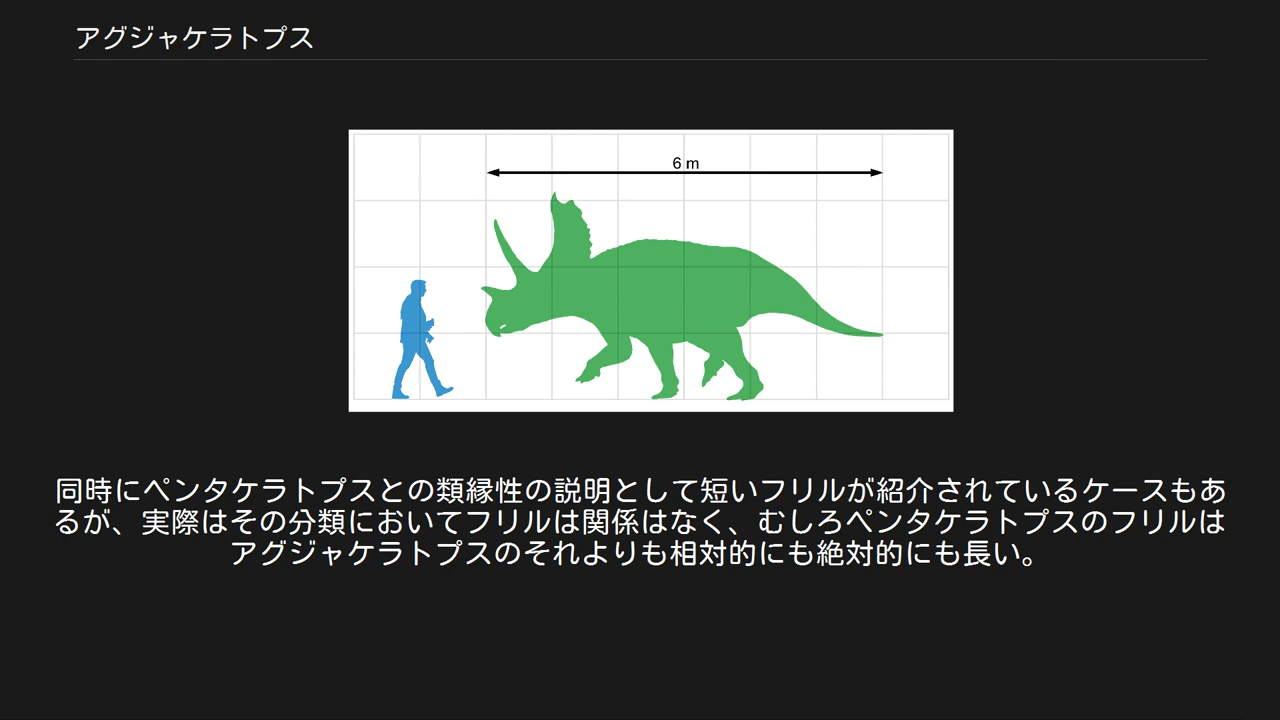 アグジャケラトプス
6 m
同時にペンタケラトプスとの類縁性の説明として短いフリルが紹介されているケースもあ
るが、実際はその分類においてフリルは関係はなく、むしろペンタケラトプスのフリルは
アグジャケラトプスのそれよりも相対的にも絶対的にも長い。